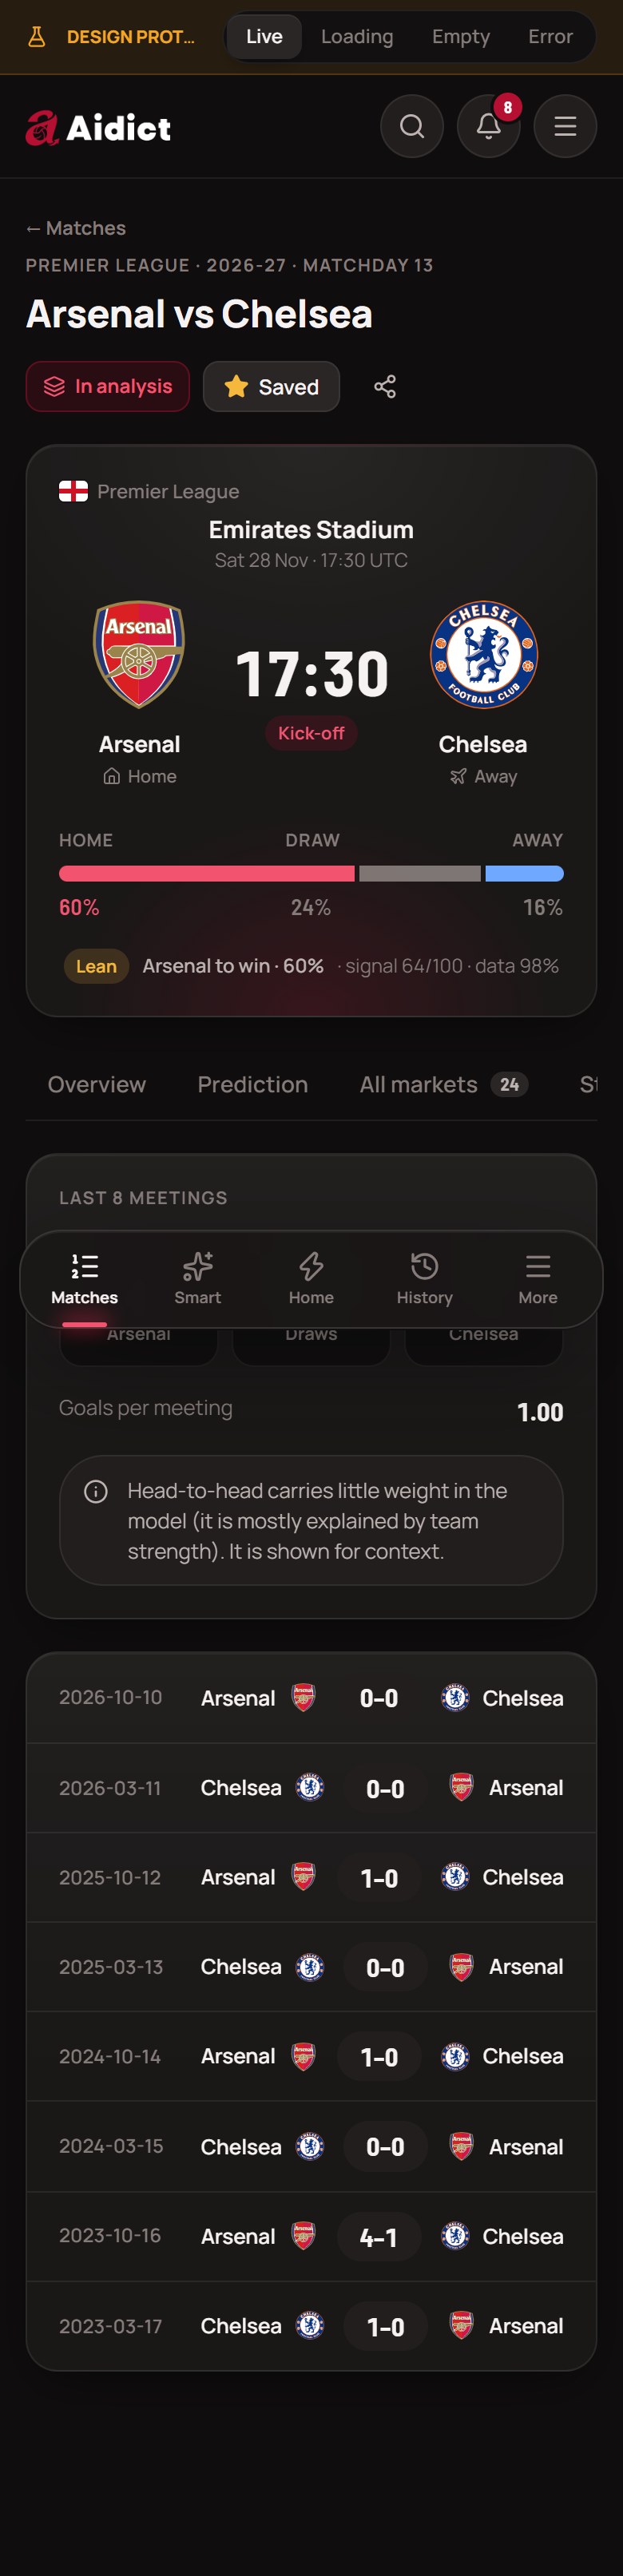 DESIGN PROT...
Live Loading Empty Error
Aidict
8
← Matches
PREMIER LEAGUE · 2026-27 · MATCHDAY 13
Arsenal vs Chelsea
In analysis
Saved
Premier League
Emirates Stadium
Sat 28 Nov · 17:30 UTC
Arsenal
CHELSEA
FOOTBALL CLUB
17:30
Kick-off
Arsenal
Chelsea
Home
Away
HOME DRAW AWAY
60% 24% 16%
Lean Arsenal to win · 60% · signal 64/100 · data 98%
Overview Prediction All markets 24 St
LAST 8 MEETINGS
Matches Smart Home History More
Arsenal Draws Chelsea
Goals per meeting 1.00
Head-to-head carries little weight in the
model (it is mostly explained by team
strength). It is shown for context.
2026-10-10 Arsenal 0–0 Chelsea
2026-03-11 Chelsea 0–0 Arsenal
2025-10-12 Arsenal 1–0 Chelsea
2025-03-13 Chelsea 0–0 Arsenal
2024-10-14 Arsenal 1–0 Chelsea
2024-03-15 Chelsea 0–0 Arsenal
2023-10-16 Arsenal 4–1 Chelsea
2023-03-17 Chelsea 1–0 Arsenal